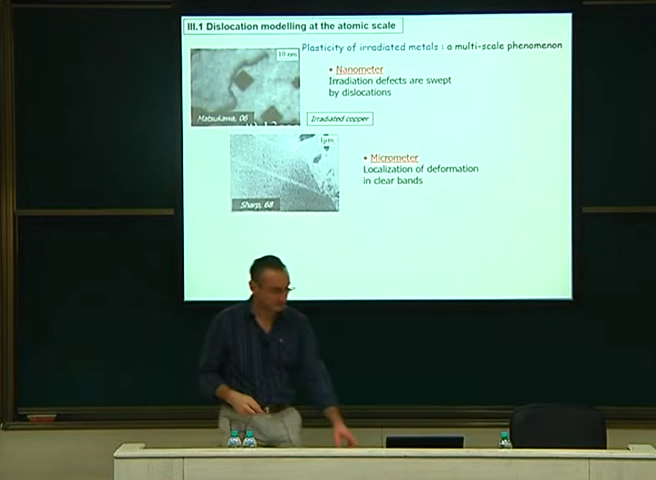 III.1 Dislocation modelling at the atomic scale
Plasticity of irradiated metals : a multi-scale phenomenon
10 nm
• Nanometer
Irradiation defects are swept
by dislocations
Matsukawa, 06
Irradiated copper
1µm
• Micrometer
Localization of deformation
in clear bands
Sharp, 68